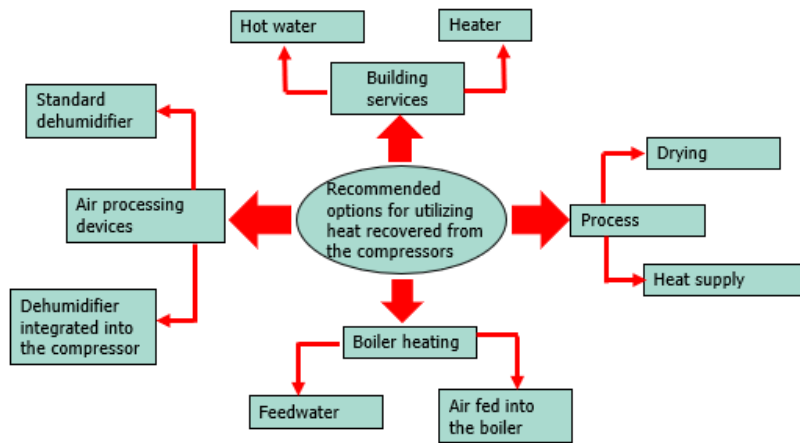 Hot water
Heater
Building
services
Standard
dehumidifier
Drying
Recommended
options for utilizing
heat recovered from
the compressors
Air processing
devices
Process
Heat supply
Dehumidifier
integrated into
the compressor
Boiler heating
Feedwater
Air fed into
the boiler